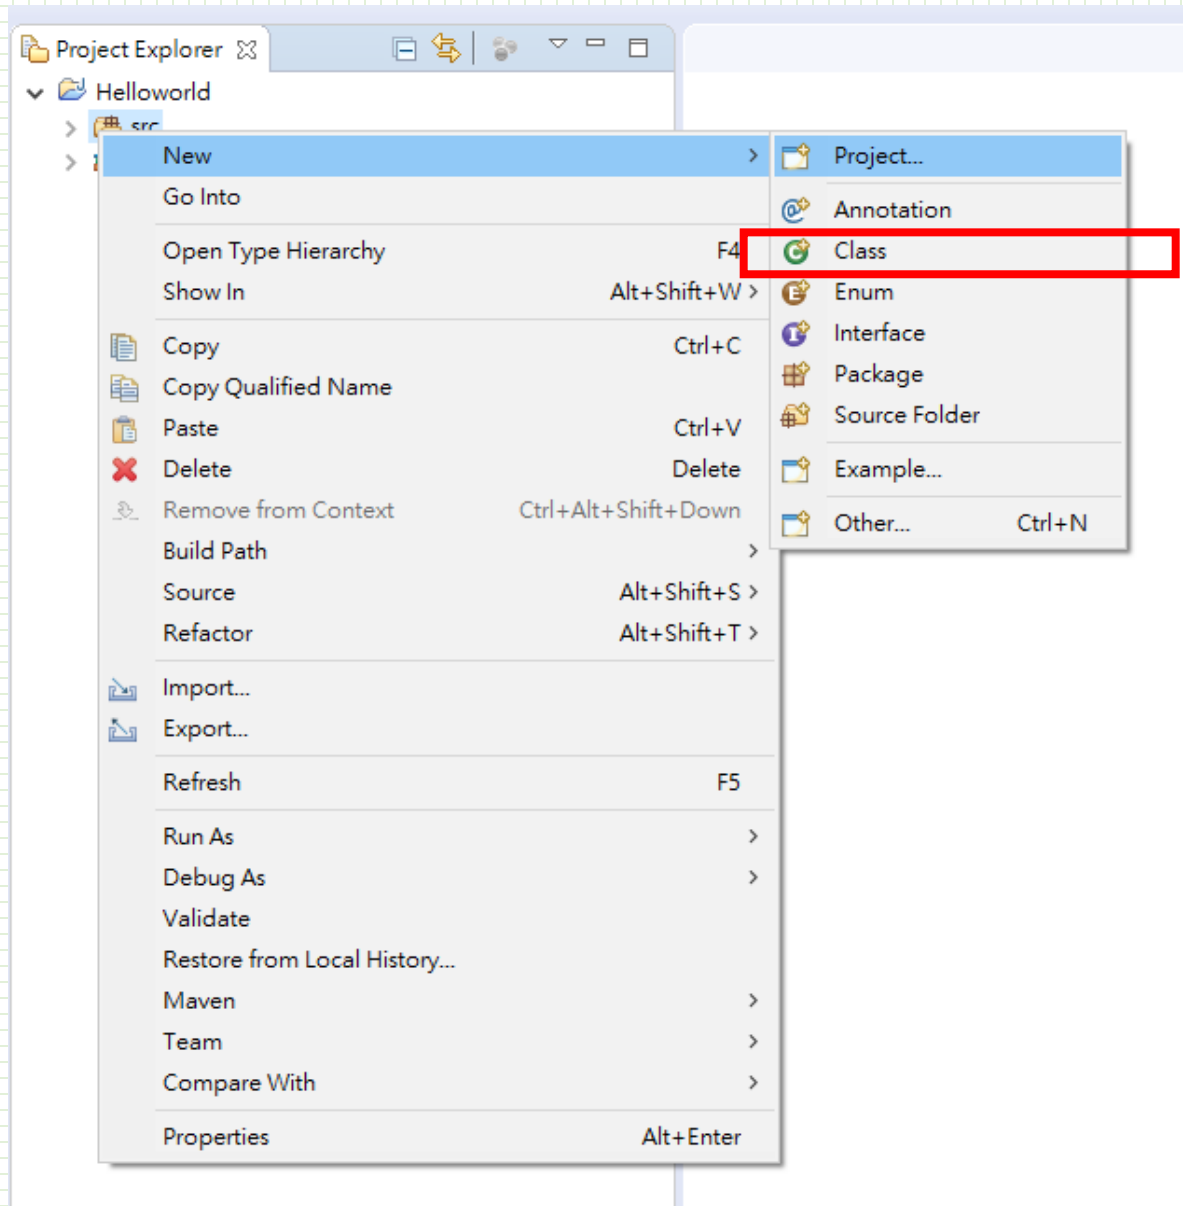 Project Explorer
Helloworld
src
New
Go Into
Open Type Hierarchy F4
Show In Alt+Shift+W
Copy Ctrl+C
Copy Qualified Name
Paste Ctrl+V
Delete Delete
Remove from Context Ctrl+Alt+Shift+Down
Build Path
Source Alt+Shift+S
Refactor Alt+Shift+T
Import...
Export...
Refresh F5
Run As
Debug As
Validate
Restore from Local History...
Maven
Team
Compare With
Properties Alt+Enter
Project...
Annotation
Class
Enum
Interface
Package
Source Folder
Example...
Other... Ctrl+N